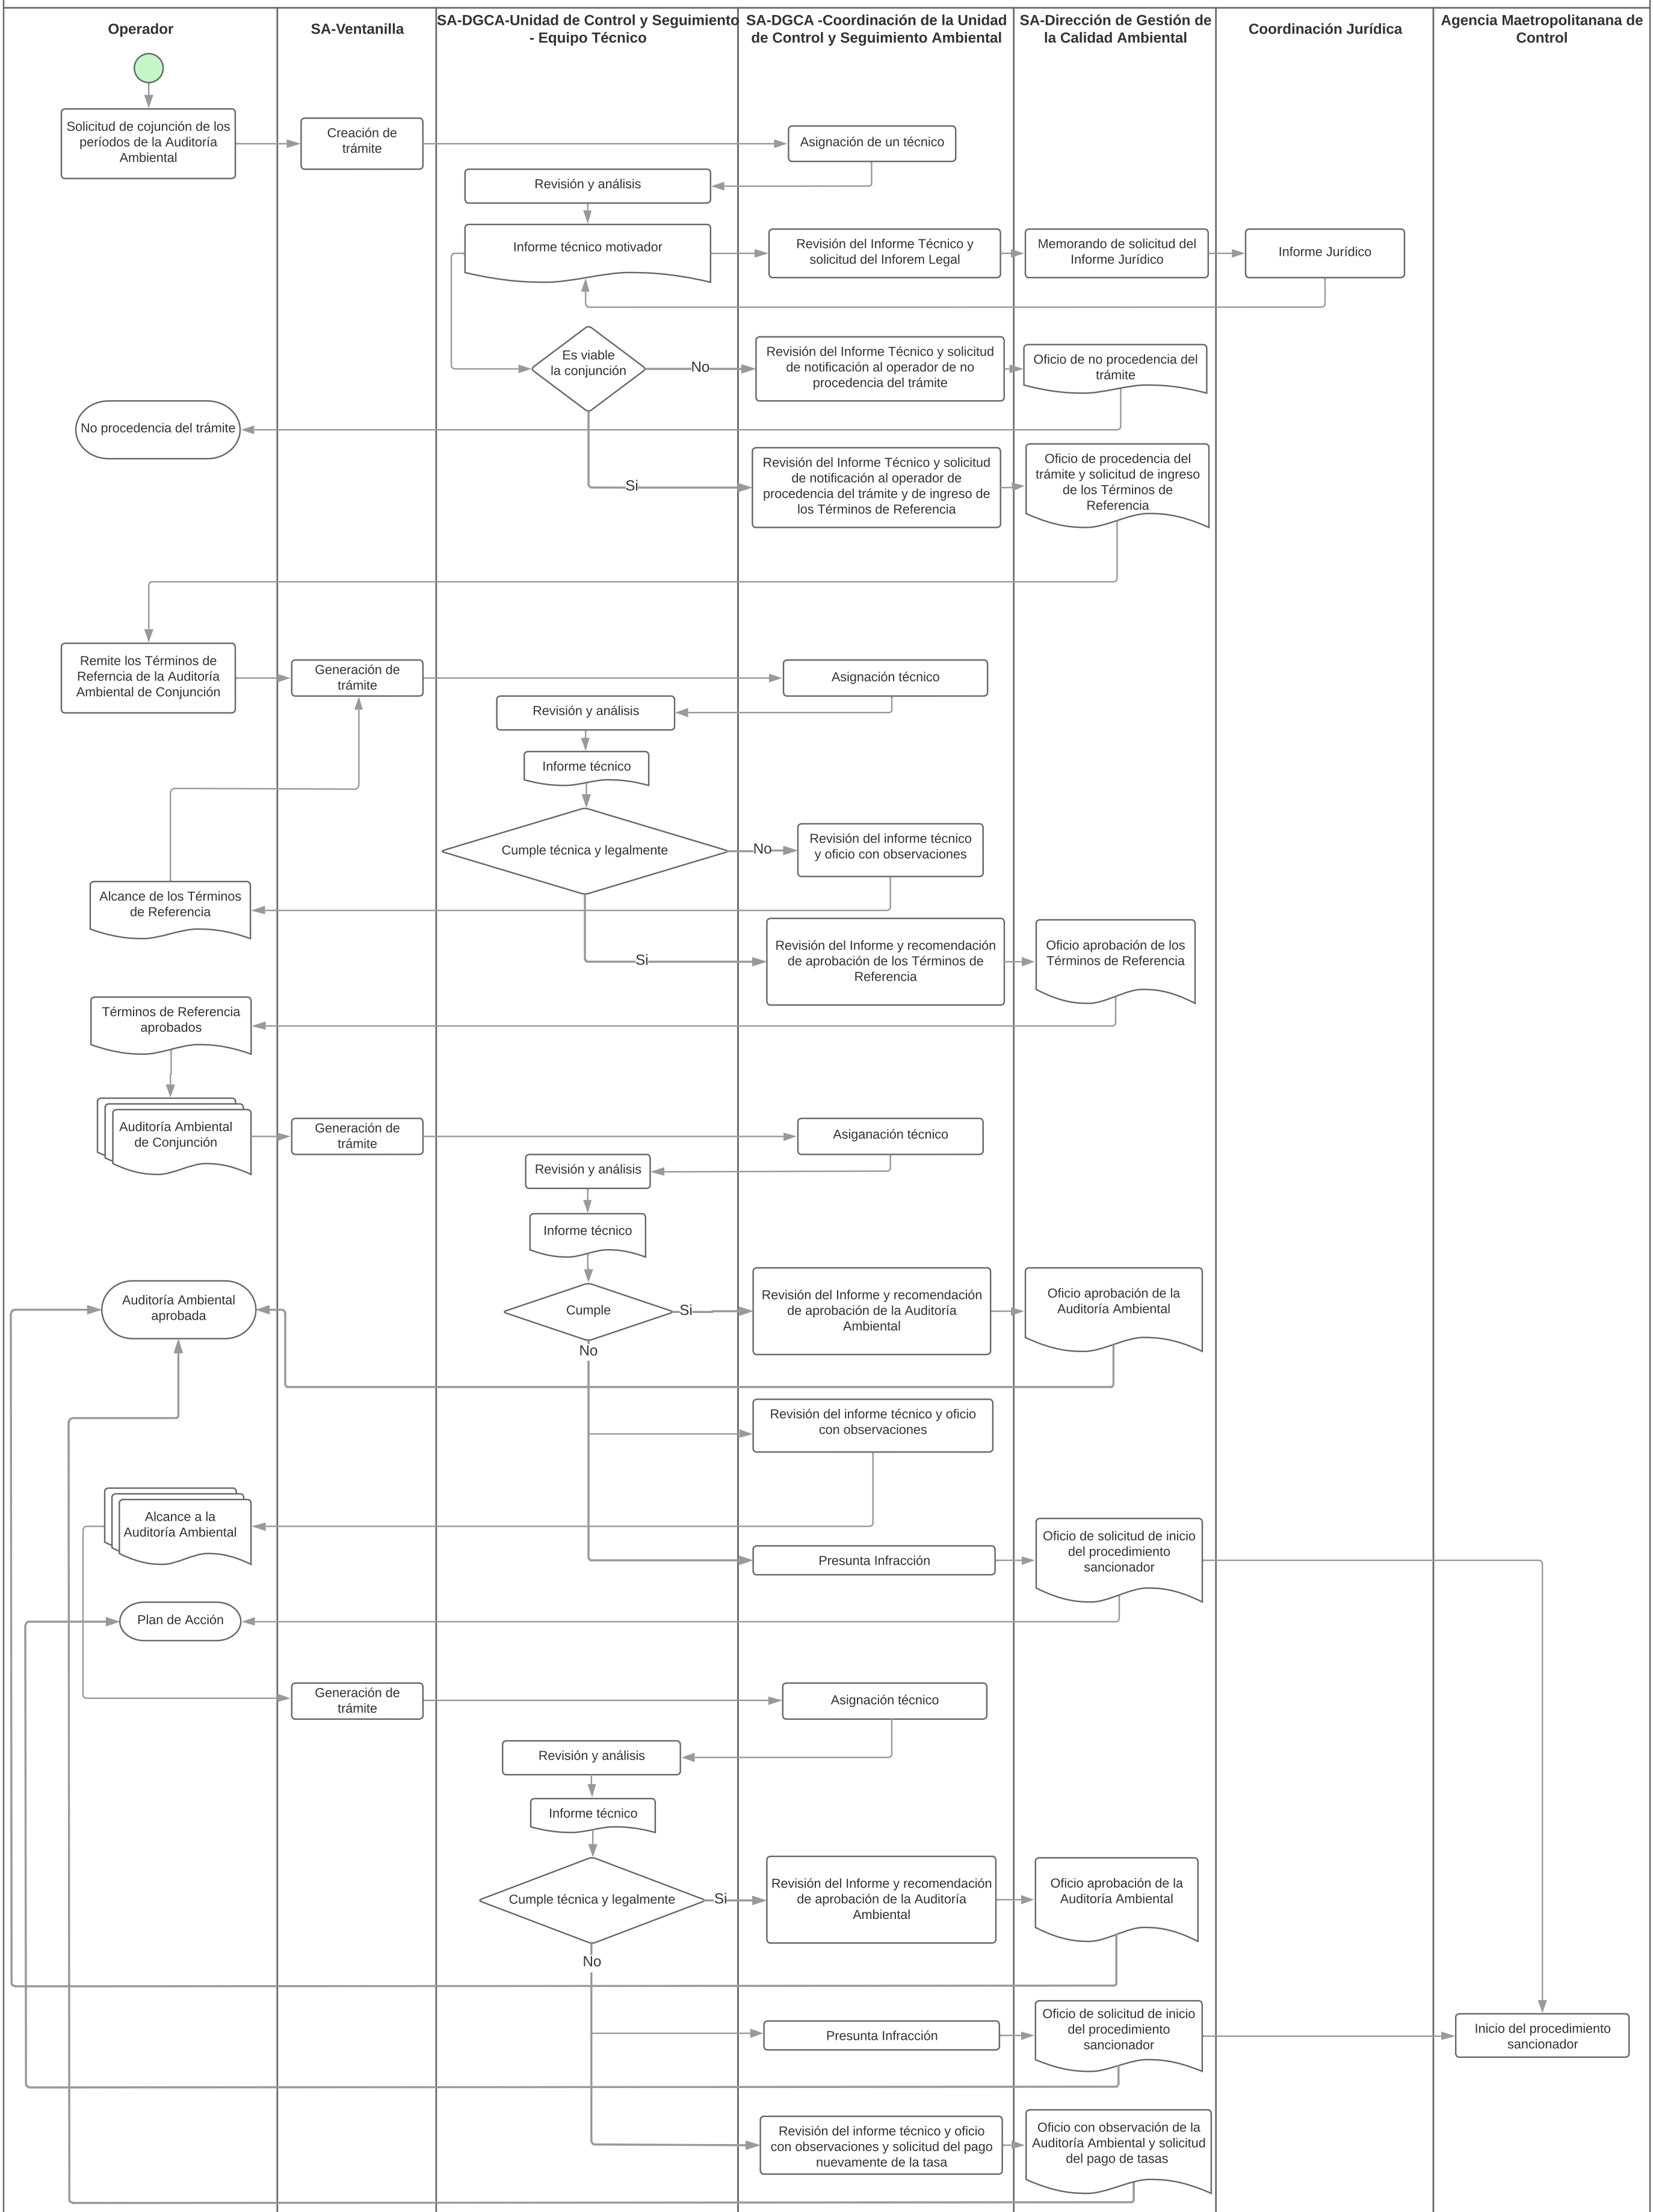 Operador
SA-Ventanilla
SA-DGCA-Unidad de Control y Seguimiento
- Equipo Técnico
SA-DGCA -Coordinación de la Unidad
de Control y Seguimiento Ambiental
SA-Dirección de Gestión de
la Calidad Ambiental
Coordinación Jurídica
Agencia Maetropolitanana de
Control
Solicitud de cojunción de los
períodos de la Auditoría
Ambiental
Creación de
trámite
Asignación de un técnico
Revisión y análisis
Informe técnico motivador
Revisión del Informe Técnico y
solicitud del Inforem Legal
Memorando de solicitud del
Informe Jurídico
Informe Jurídico
Es viable
la conjunción
No
Revisión del Informe Técnico y solicitud
de notificación al operador de no
procedencia del trámite
Oficio de no procedencia del
trámite
No procedencia del trámite
Si
Revisión del Informe Técnico y solicitud
de notificación al operador de
procedencia del trámite y de ingreso de
los Términos de Referencia
Oficio de procedencia del
trámite y solicitud de ingreso
de los Términos de
Referencia
Remite los Términos de
Referncia de la Auditoría
Ambiental de Conjunción
Generación de
trámite
Asignación técnico
Revisión y análisis
Informe técnico
Cumple técnica y legalmente
No
Revisión del informe técnico
y oficio con observaciones
Alcance de los Términos
de Referencia
Si
Revisión del Informe y recomendación
de aprobación de los Términos de
Referencia
Oficio aprobación de los
Términos de Referencia
Términos de Referencia
aprobados
Auditoría Ambiental
de Conjunción
Generación de
trámite
Asiganación técnico
Revisión y análisis
Informe técnico
Auditoría Ambiental
aprobada
Cumple
Si
Revisión del Informe y recomendación
de aprobación de la Auditoría
Ambiental
Oficio aprobación de la
Auditoría Ambiental
No
Revisión del informe técnico y oficio
con observaciones
Alcance a la
Auditoría Ambiental
Presunta Infracción
Oficio de solicitud de inicio
del procedimiento
sancionador
Plan de Acción
Generación de
trámite
Asignación técnico
Revisión y análisis
Informe técnico
Cumple técnica y legalmente
Si
Revisión del Informe y recomendación
de aprobación de la Auditoría
Ambiental
Oficio aprobación de la
Auditoría Ambiental
No
Presunta Infracción
Oficio de solicitud de inicio
del procedimiento
sancionador
Inicio del procedimiento
sancionador
Revisión del informe técnico y oficio
con observaciones y solicitud del pago
nuevamente de la tasa
Oficio con observación de la
Auditoría Ambiental y solicitud
del pago de tasas